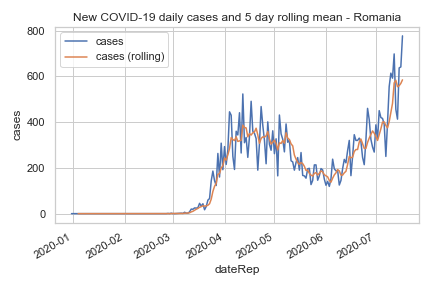 New COVID-19 daily cases and 5 day rolling mean - Romania
cases
cases (rolling)
800
600
400
200
0
cases
2020-01
2020-02
2020-03
2020-04
2020-05
2020-06
2020-07
dateRep